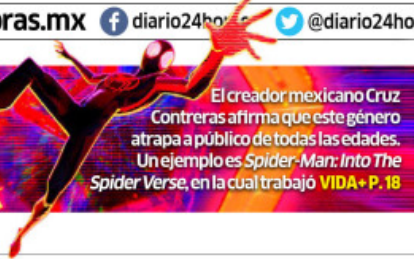 oras.mx diario24horas @diario24ho
El creador mexicano Cruz
Contreras afirma que este género
atrapa a público de todas las edades.
Un ejemplo es Spider-Man: Into The
Spider Verse, en la cual trabajó VIDA+ P. 18